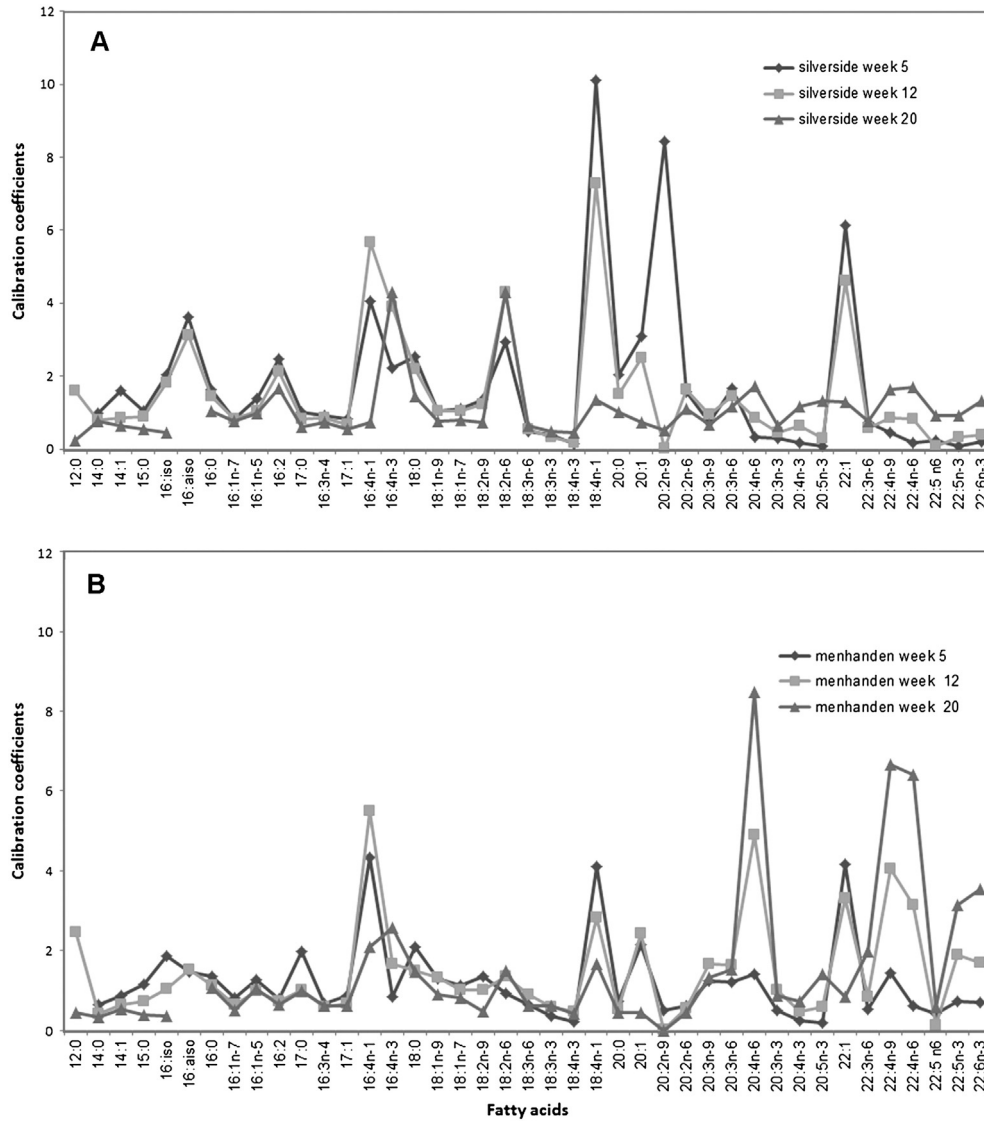 12
A
silverside week 5
silverside week 12
silverside week 20
10
8
6
4
2
0
Calibration coefficients
12:0
14:0
14:1
15:0
16:iso
16:aiso
16:0
16:1n-7
16:1n-5
16:2
17:0
16:3n-4
17:1
16:4n-1
16:4n-3
18:0
18:1n-9
18:1n-7
18:2n-9
18:2n-6
18:3n-6
18:3n-3
18:4n-3
18:4n-1
20:0
20:1
20:2n-9
20:2n-6
20:3n-9
20:3n-6
20:4n-6
20:3n-3
20:4n-3
20:5n-3
22:1
22:3n-6
22:4n-9
22:4n-6
22:5 n6
22:5n-3
22:6n-3
12
B
menhanden week 5
menhanden week 12
menhanden week 20
10
8
6
4
2
0
Calibration coefficients
12:0
14:0
14:1
15:0
16:iso
16:aiso
16:0
16:1n-7
16:1n-5
16:2
17:0
16:3n-4
17:1
16:4n-1
16:4n-3
18:0
18:1n-9
18:1n-7
18:2n-9
18:2n-6
18:3n-6
18:3n-3
18:4n-3
18:4n-1
20:0
20:1
20:2n-9
20:2n-6
20:3n-9
20:3n-6
20:4n-6
20:3n-3
20:4n-3
20:5n-3
22:1
22:3n-6
22:4n-9
22:4n-6
22:5 n6
22:5n-3
22:6n-3
Fatty acids